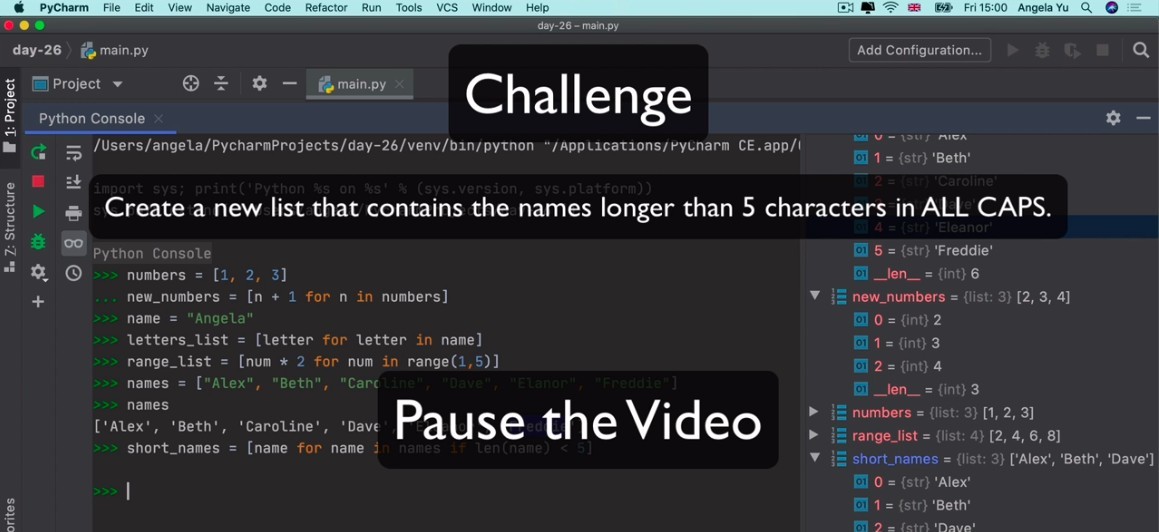 PyCharm File Edit View Navigate Code Refactor Run Tools VCS Window Help Fri 15:00 Angela Yu
day-26 – main.py
day-26 main.py Add Configuration...
Project main.py
Challenge
1: Project
Python Console
/Users/angela/PycharmProjects/day-26/venv/bin/python "/Applications/PyCharm CE.app/
import sys; print('Python %s on %s' % (sys.version, sys.platform))
Create a new list that contains the names longer than 5 characters in ALL CAPS.
Z: Structure
Python Console
>>> numbers = [1, 2, 3]
... new_numbers = [n + 1 for n in numbers]
>>> name = "Angela"
>>> letters_list = [letter for letter in name]
>>> range_list = [num * 2 for num in range(1,5)]
>>> names = ["Alex", "Beth", "Caroline", "Dave", "Elanor", "Freddie"]
>>> names
['Alex', 'Beth', 'Caroline', 'Dave'
>>> short_names = [name for name in names if len(name) < 5]
>>>
Pause the Video
0 = {str} 'Alex'
1 = {str} 'Beth'
2 = {str} 'Caroline'
4 = {str} 'Eleanor'
5 = {str} 'Freddie'
__len__ = {int} 6
new_numbers = {list: 3} [2, 3, 4]
0 = {int} 2
1 = {int} 3
2 = {int} 4
__len__ = {int} 3
numbers = {list: 3} [1, 2, 3]
range_list = {list: 4} [2, 4, 6, 8]
short_names = {list: 3} ['Alex', 'Beth', 'Dave']
0 = {str} 'Alex'
1 = {str} 'Beth'
2 = {str} 'Dave'